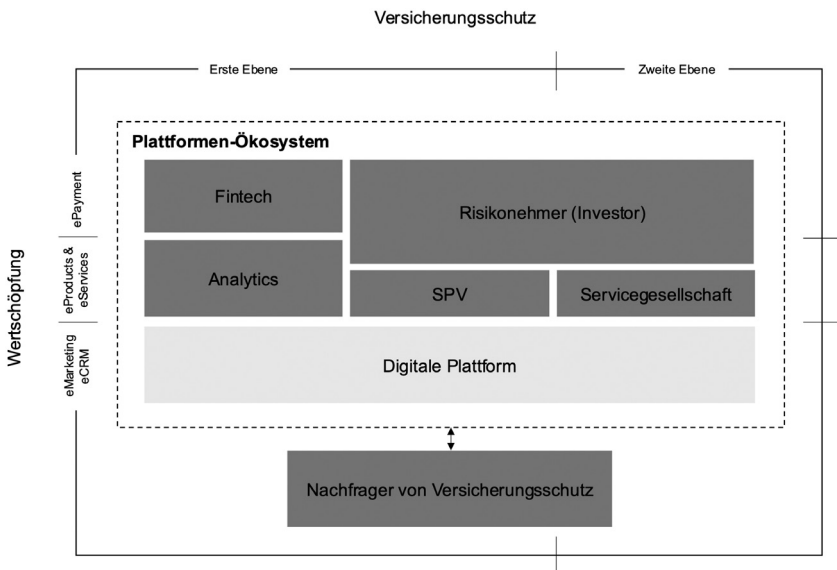 Versicherungsschutz
Erste Ebene
Zweite Ebene
Plattformen-Ökosystem
Wertschöpfung
ePayment
eProducts &
eServices
eMarketing
eCRM
Fintech
Risikonehmer (Investor)
Analytics
SPV
Servicegesellschaft
Digitale Plattform
Nachfrager von Versicherungsschutz